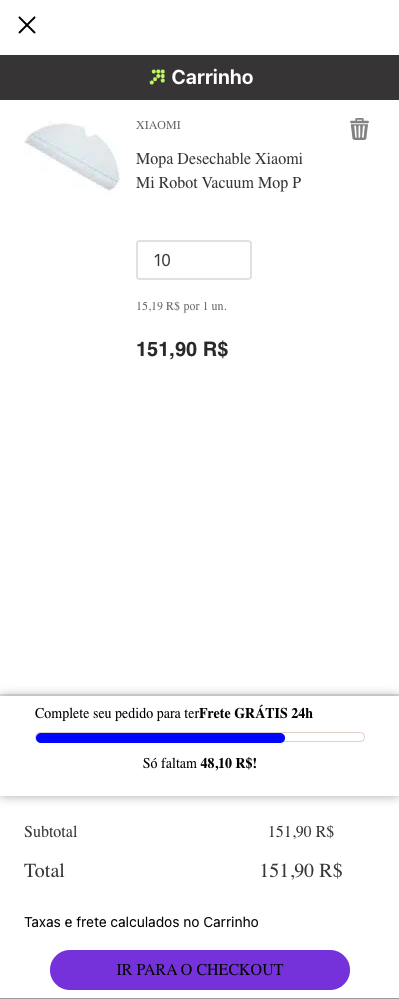 Carrinho
XIAOMI
Mopa Desechable Xiaomi
Mi Robot Vacuum Mop P
10
15,19 R$ por 1 un.
151,90 R$
Complete seu pedido para terFrete GRÁTIS 24h
Só faltam 48,10 R$!
Subtotal 151,90 R$
Total 151,90 R$
Taxas e frete calculados no Carrinho
IR PARA O CHECKOUT